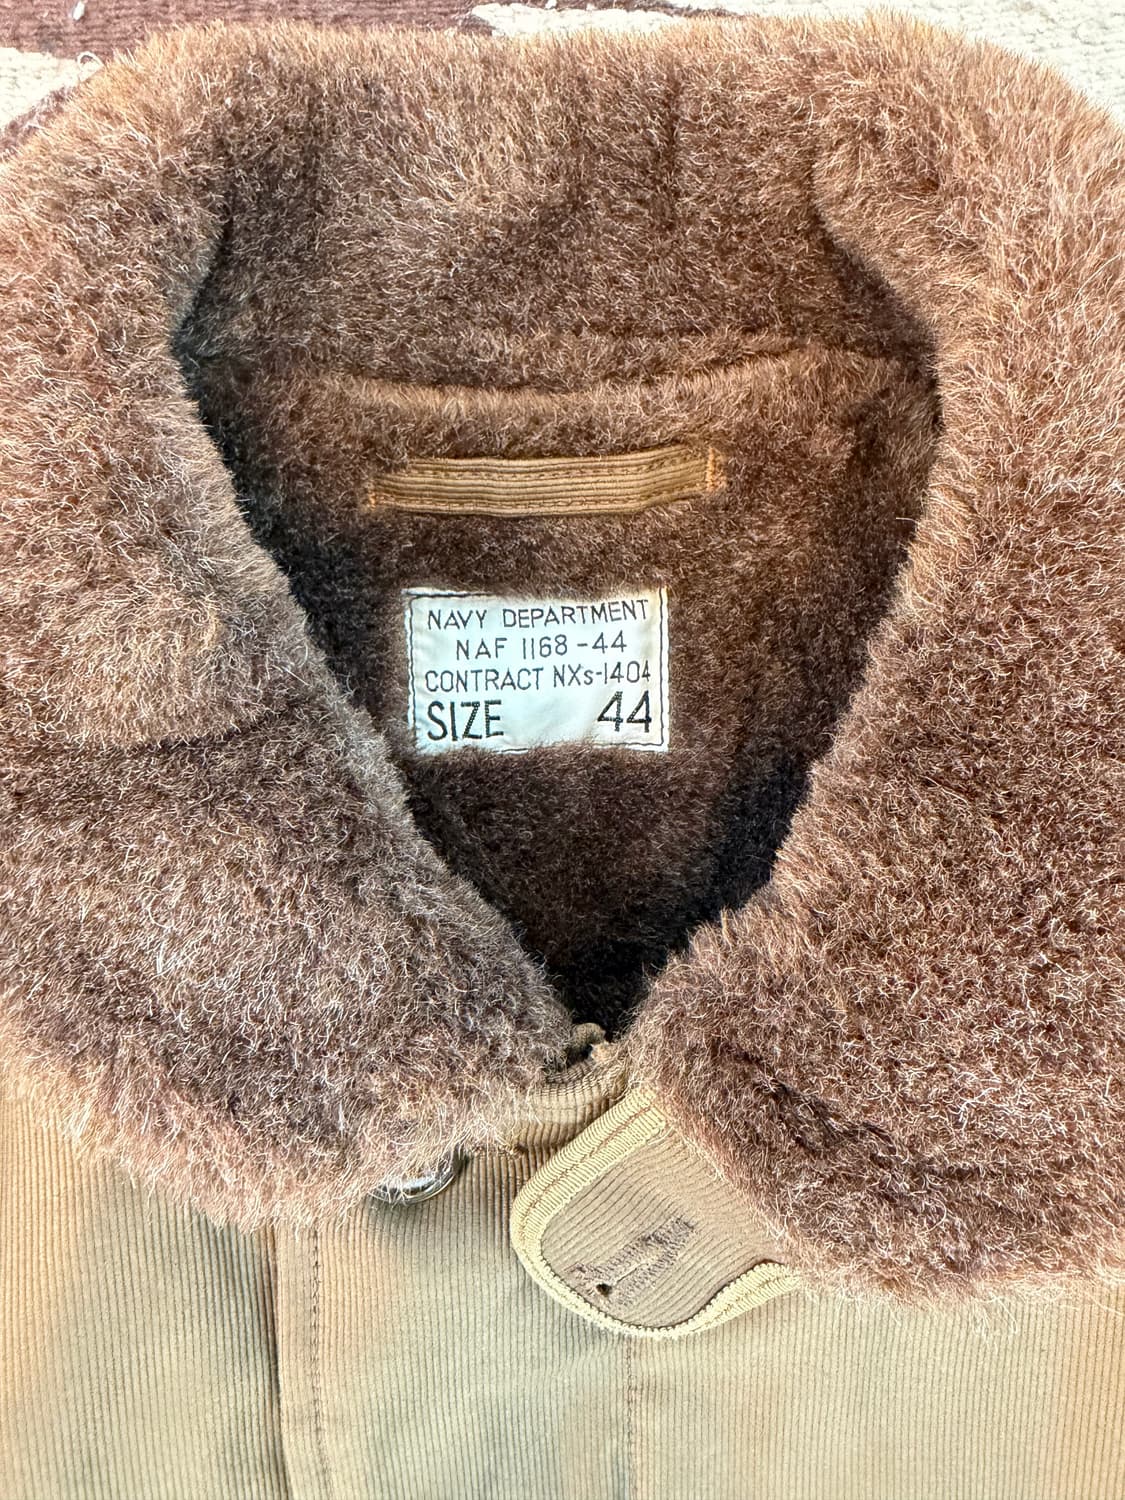 NAVY DEPARTMENT
NAF 1168-44
CONTRACT NXs-1404
SIZE 44